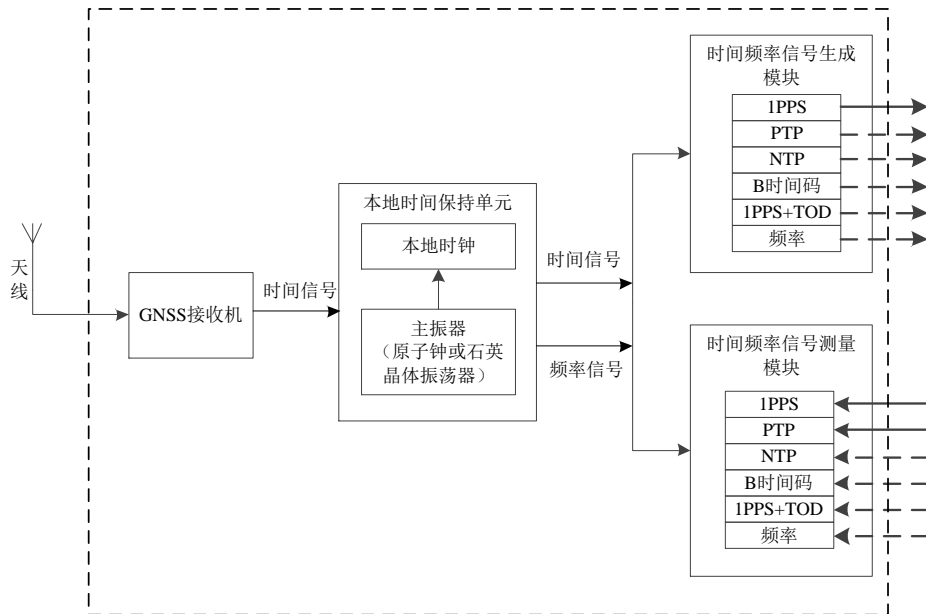 天
线
GNSS接收机
时间信号
本地时间保持单元
本地时钟
主振器
（原子钟或石英
晶体振荡器）
时间信号
频率信号
时间频率信号生成
模块
1PPS
PTP
NTP
B时间码
1PPS+TOD
频率
时间频率信号测量
模块
1PPS
PTP
NTP
B时间码
1PPS+TOD
频率